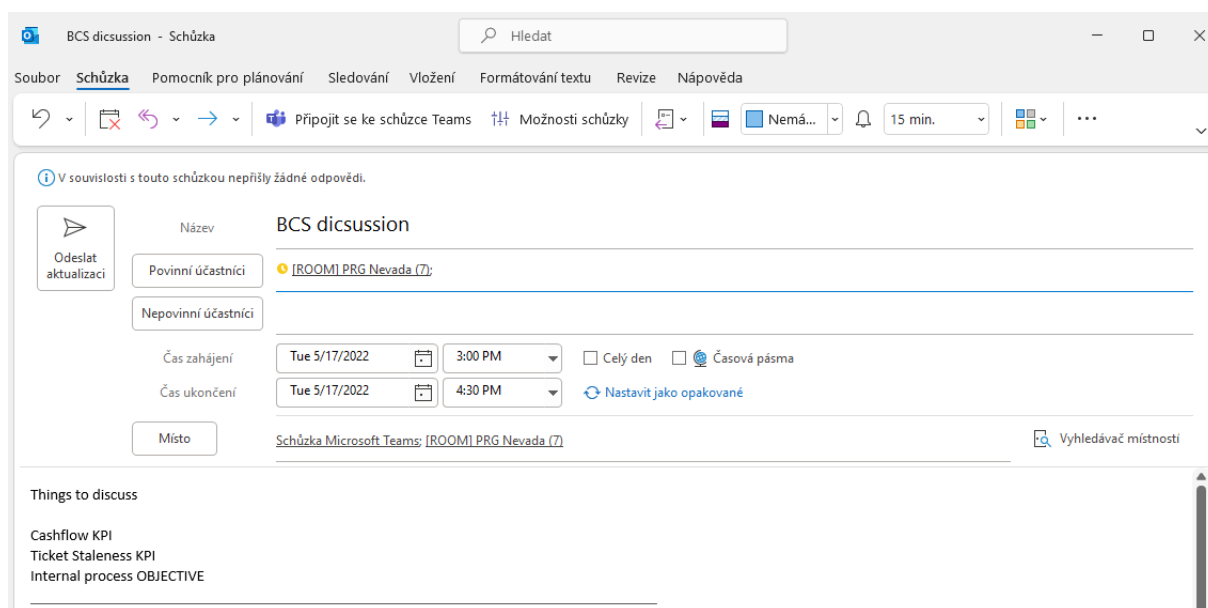 BCS dicsussion - Schůzka
Hledat
Soubor Schůzka Pomocník pro plánování Sledování Vložení Formátování textu Revize Nápověda
Připojit se ke schůzce Teams Možnosti schůzky Nemá... 15 min.
V souvislosti s touto schůzkou nepřišly žádné odpovědi.
Odeslat aktualizaci
Název BCS dicsussion
Povinní účastníci [ROOM] PRG Nevada (7);
Nepovinní účastníci
Čas zahájení Tue 5/17/2022 3:00 PM Celý den Časová pásma
Čas ukončení Tue 5/17/2022 4:30 PM Nastavit jako opakované
Místo Schůzka Microsoft Teams; [ROOM] PRG Nevada (7) Vyhledávač místností
Things to discuss
Cashflow KPI
Ticket Staleness KPI
Internal process OBJECTIVE